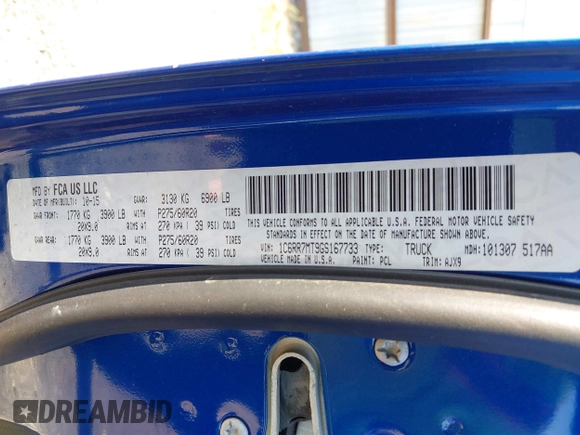 MFD BY FCA US LLC
DATE OF MFR(BUILT): 10-15 GVWR: 3130 KG 6900 LB
FRONT: 1770 KG 3900 LB WITH P275/60R20 TIRES
20X9.0 RIMS AT 270 KPA ( 39 PSI) COLD
REAR: 1770 KG 3900 LB WITH P275/60R20 TIRES
20X9.0 RIMS AT 270 KPA ( 39 PSI) COLD
THIS VEHICLE CONFORMS TO ALL APPLICABLE U.S.A. FEDERAL MOTOR VEHICLE SAFETY
STANDARDS IN EFFECT ON THE DATE OF MANUFACTURE SHOWN ABOVE.
VIN: 1C6RR7MT9GS167733 TYPE: TRUCK MDH: 101307 517AA
VEHICLE MADE IN U.S.A. PAINT: PCL TRIM: AJX9
DREAMBID